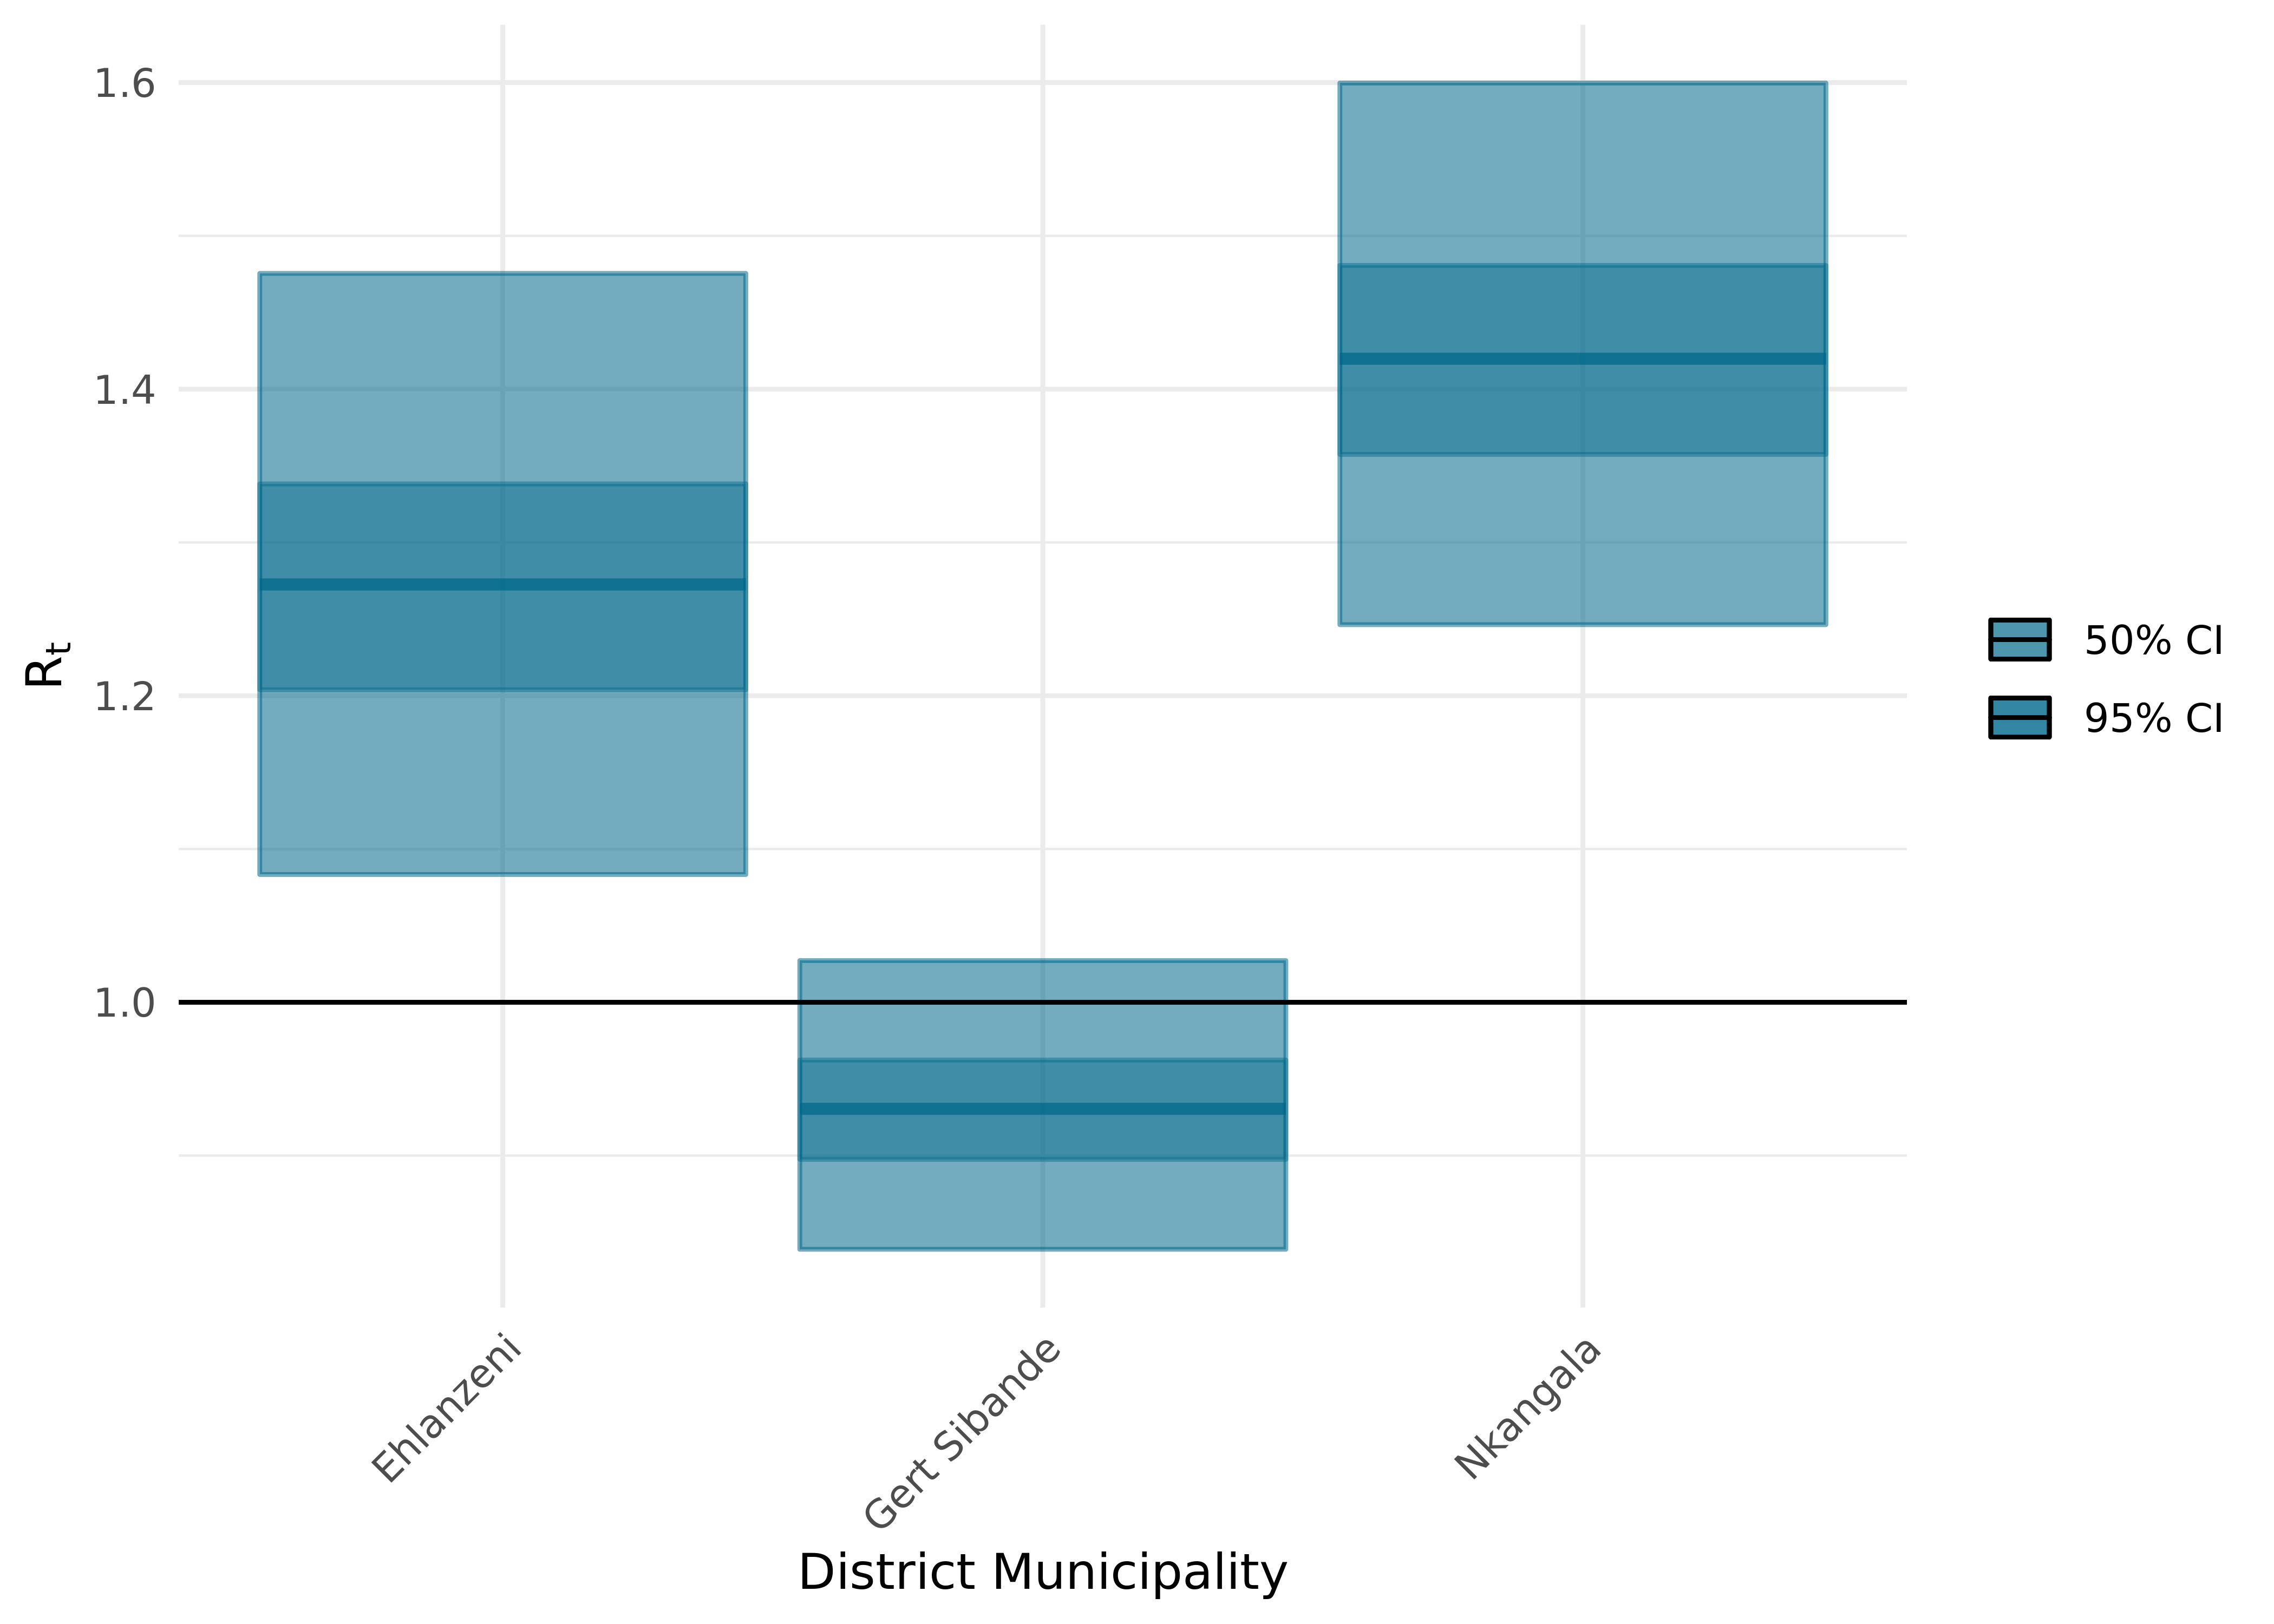 1.6
1.4
1.2
1.0
Rt
Ehlanzeni
Gert Sibande
Nkangala
District Municipality
50% CI
95% CI